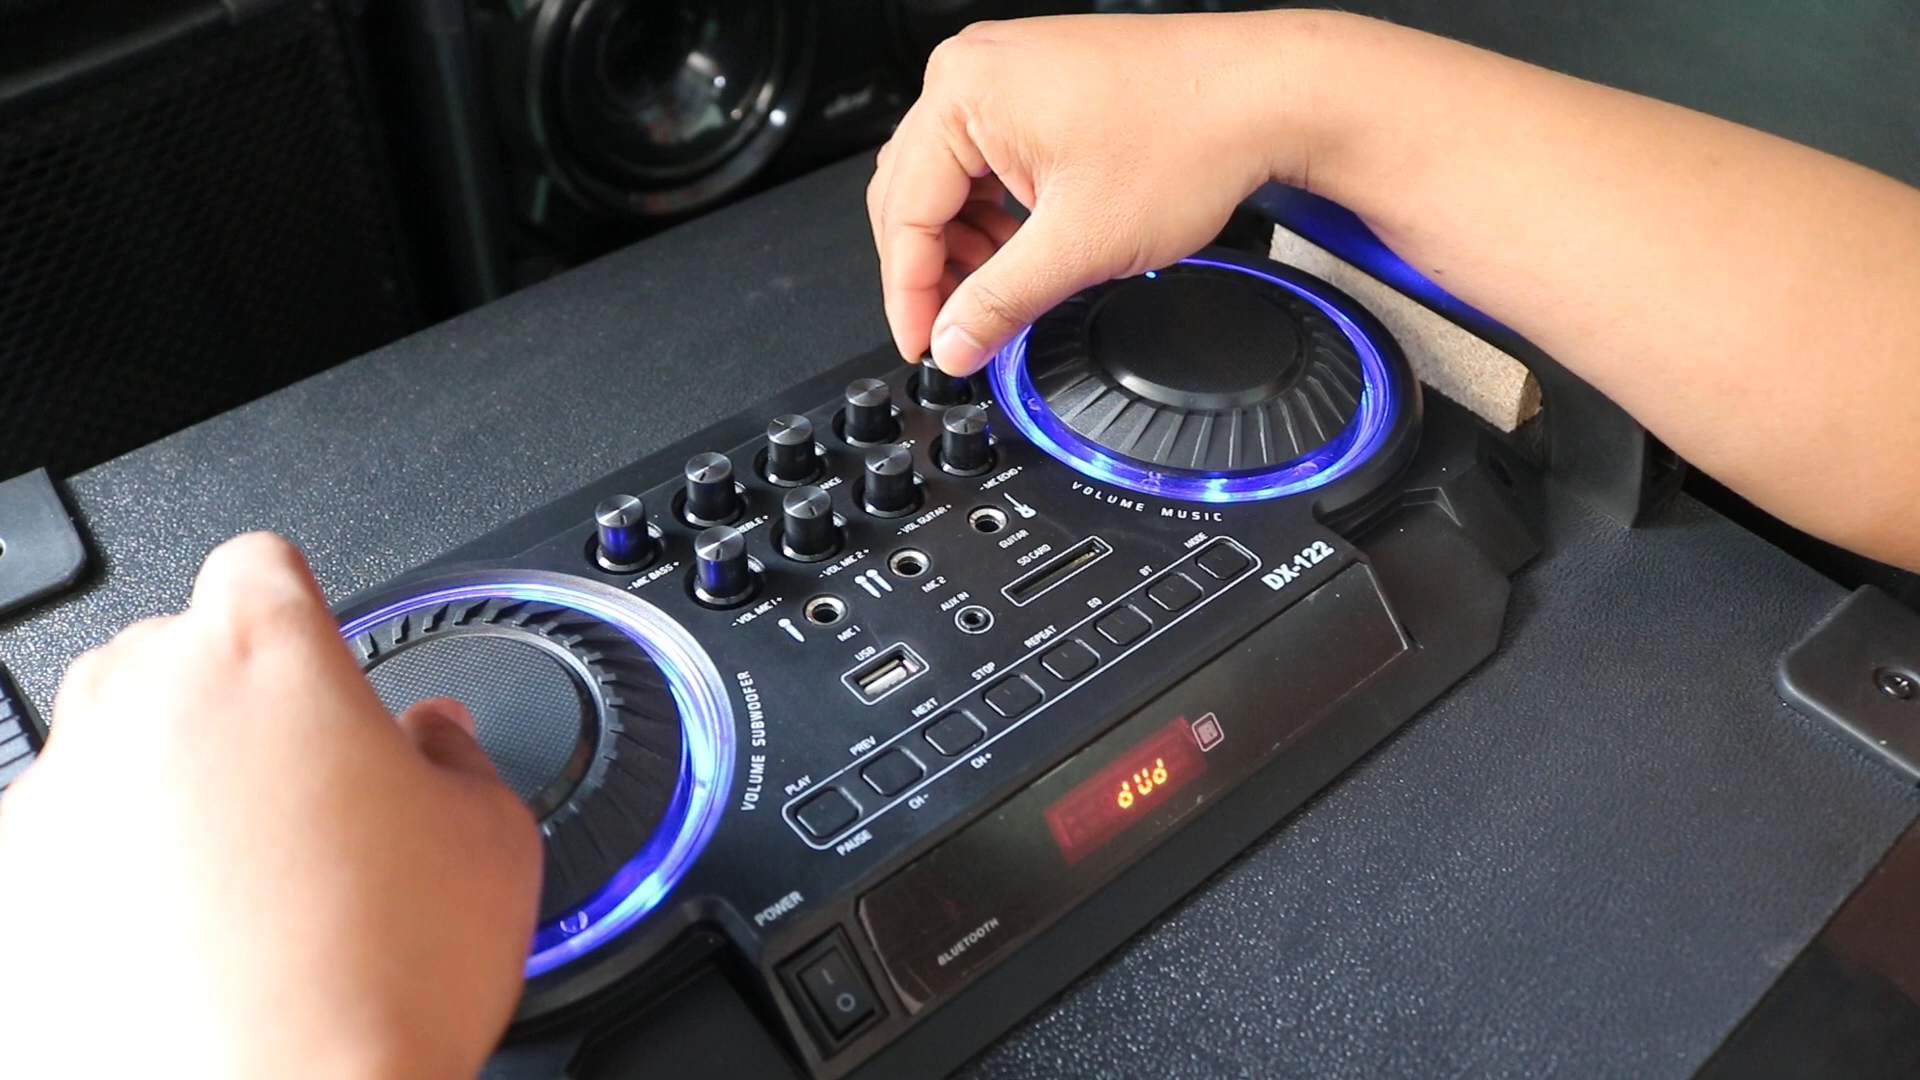 - MIC BASS +
- VOL MIC 1 +
- VOL MIC 2 +
- VOL GUITAR +
- MIC ECHO +
MIC 1
MIC 2
GUITAR
USB
AUX IN
SD CARD
VOLUME MUSIC
VOLUME SUBWOOFER
PLAY
PREV
NEXT
STOP
REPEAT
EQ
BT
MODE
PAUSE
CH-
CH+
DX-122
dUd
POWER
BLUETOOTH